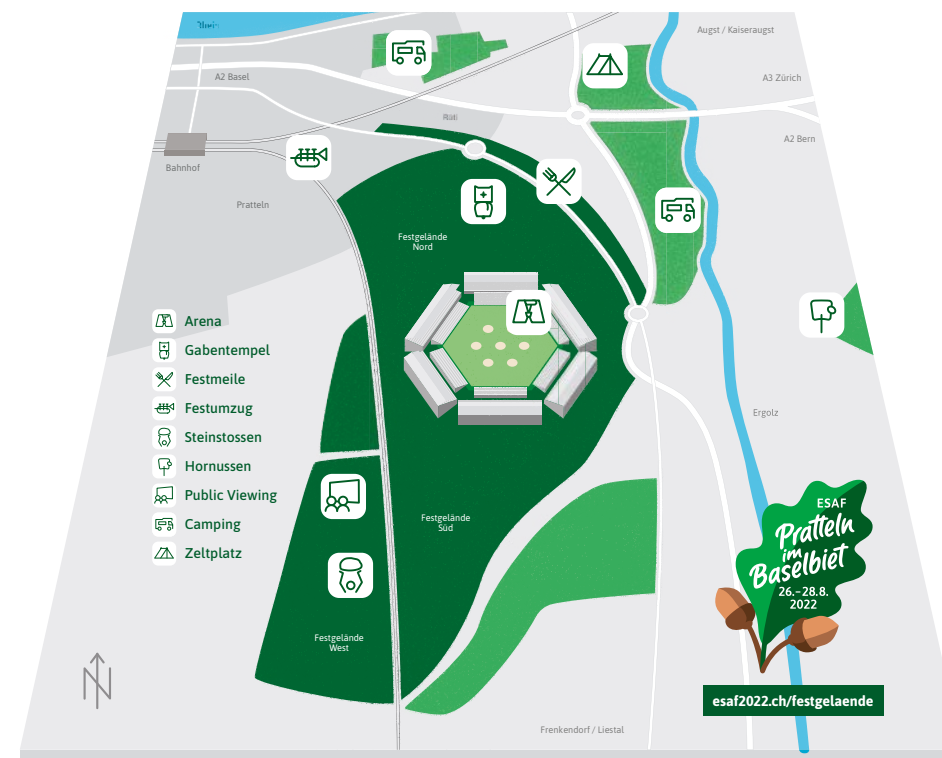 Augst / Kaiseraugst
A2 Basel
A3 Zürich
Rüti
A2 Bern
Bahnhof
Pratteln
Festgelände
Nord
Arena
Gabentempel
Festmeile
Festumzug
Steinstossen
Hornussen
Public Viewing
Camping
Zeltplatz
Ergolz
Festgelände
Süd
Festgelände
West
ESAF
Pratteln
im
Baselbiet
26.–28.8.
2022
N
esaf2022.ch/festgelaende
Frenkendorf / Liestal